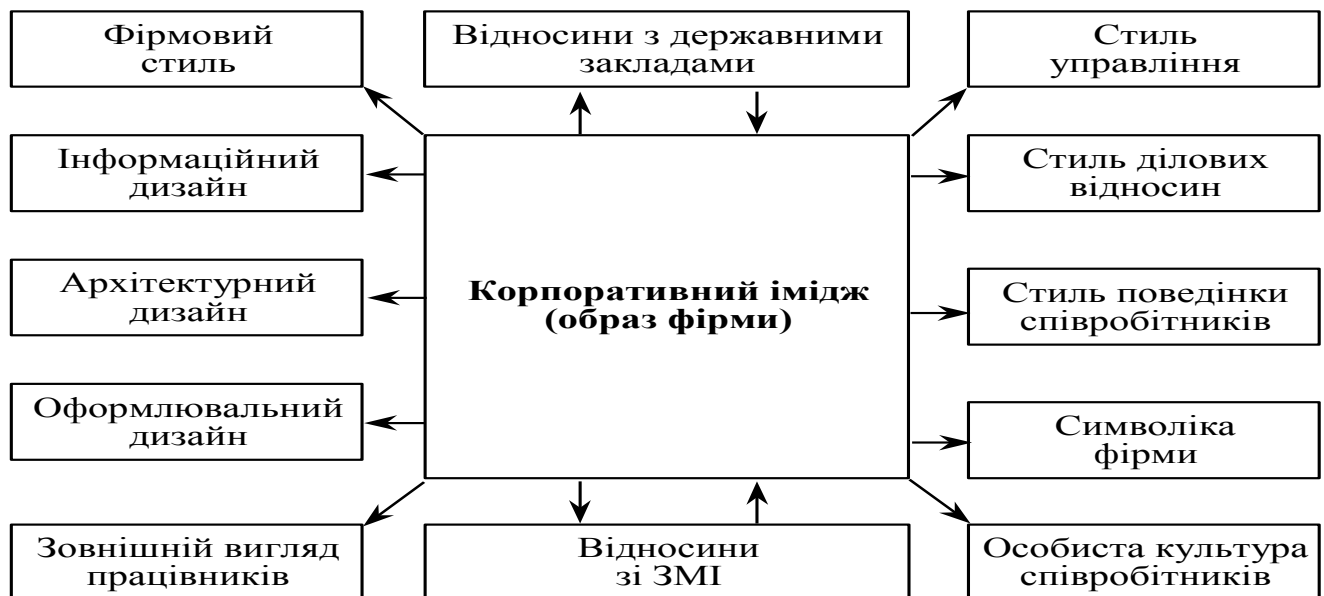 Фірмовий
стиль
Відносини з державними
закладами
Стиль
управління
Інформаційний
дизайн
Стиль ділових
відносин
Архітектурний
дизайн
Корпоративний імідж
(образ фірми)
Стиль поведінки
співробітників
Оформлювальний
дизайн
Символіка
фірми
Зовнішній вигляд
працівників
Відносини
зі ЗМІ
Особиста культура
співробітників